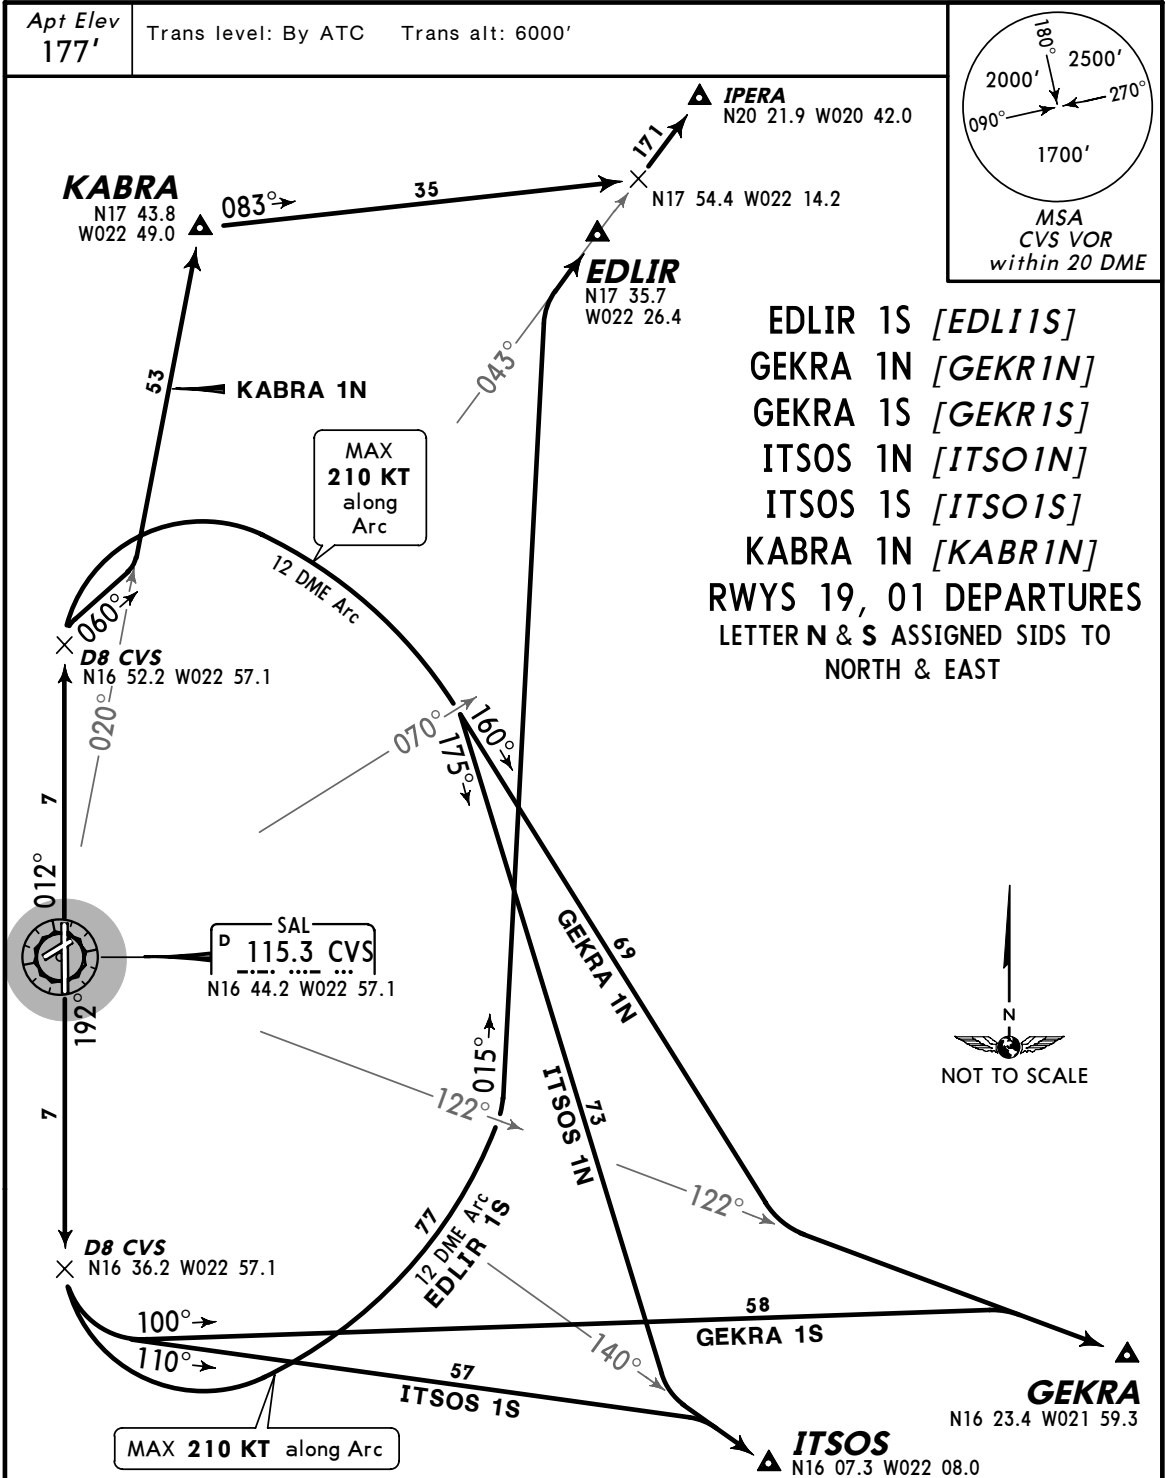 Apt Elev
177'
Trans level: By ATC Trans alt: 6000'
180°
2500'
2000'
270°
090°
1700'
MSA
CVS VOR
within 20 DME
IPERA
N20 21.9 W020 42.0
171
KABRA
N17 43.8
W022 49.0
083°
35
N17 54.4 W022 14.2
EDLIR
N17 35.7
W022 26.4
043°
53
KABRA 1N
EDLIR 1S [EDLI1S]
GEKRA 1N [GEKR1N]
GEKRA 1S [GEKR1S]
ITSOS 1N [ITSO1N]
ITSOS 1S [ITSO1S]
KABRA 1N [KABR1N]
RWYS 19, 01 DEPARTURES
LETTER N & S ASSIGNED SIDS TO
NORTH & EAST
MAX
210 KT
along
Arc
12 DME Arc
060°
D8 CVS
N16 52.2 W022 57.1
020°
070°
160°
175°
7
012°
SAL
D 115.3 CVS
N16 44.2 W022 57.1
192°
69
GEKRA 1N
N
NOT TO SCALE
015°
122°
7
73
ITSOS 1N
122°
77
12 DME Arc
EDLIR 1S
D8 CVS
N16 36.2 W022 57.1
100°
58
GEKRA 1S
110°
140°
57
ITSOS 1S
GEKRA
N16 23.4 W021 59.3
MAX 210 KT along Arc
ITSOS
N16 07.3 W022 08.0